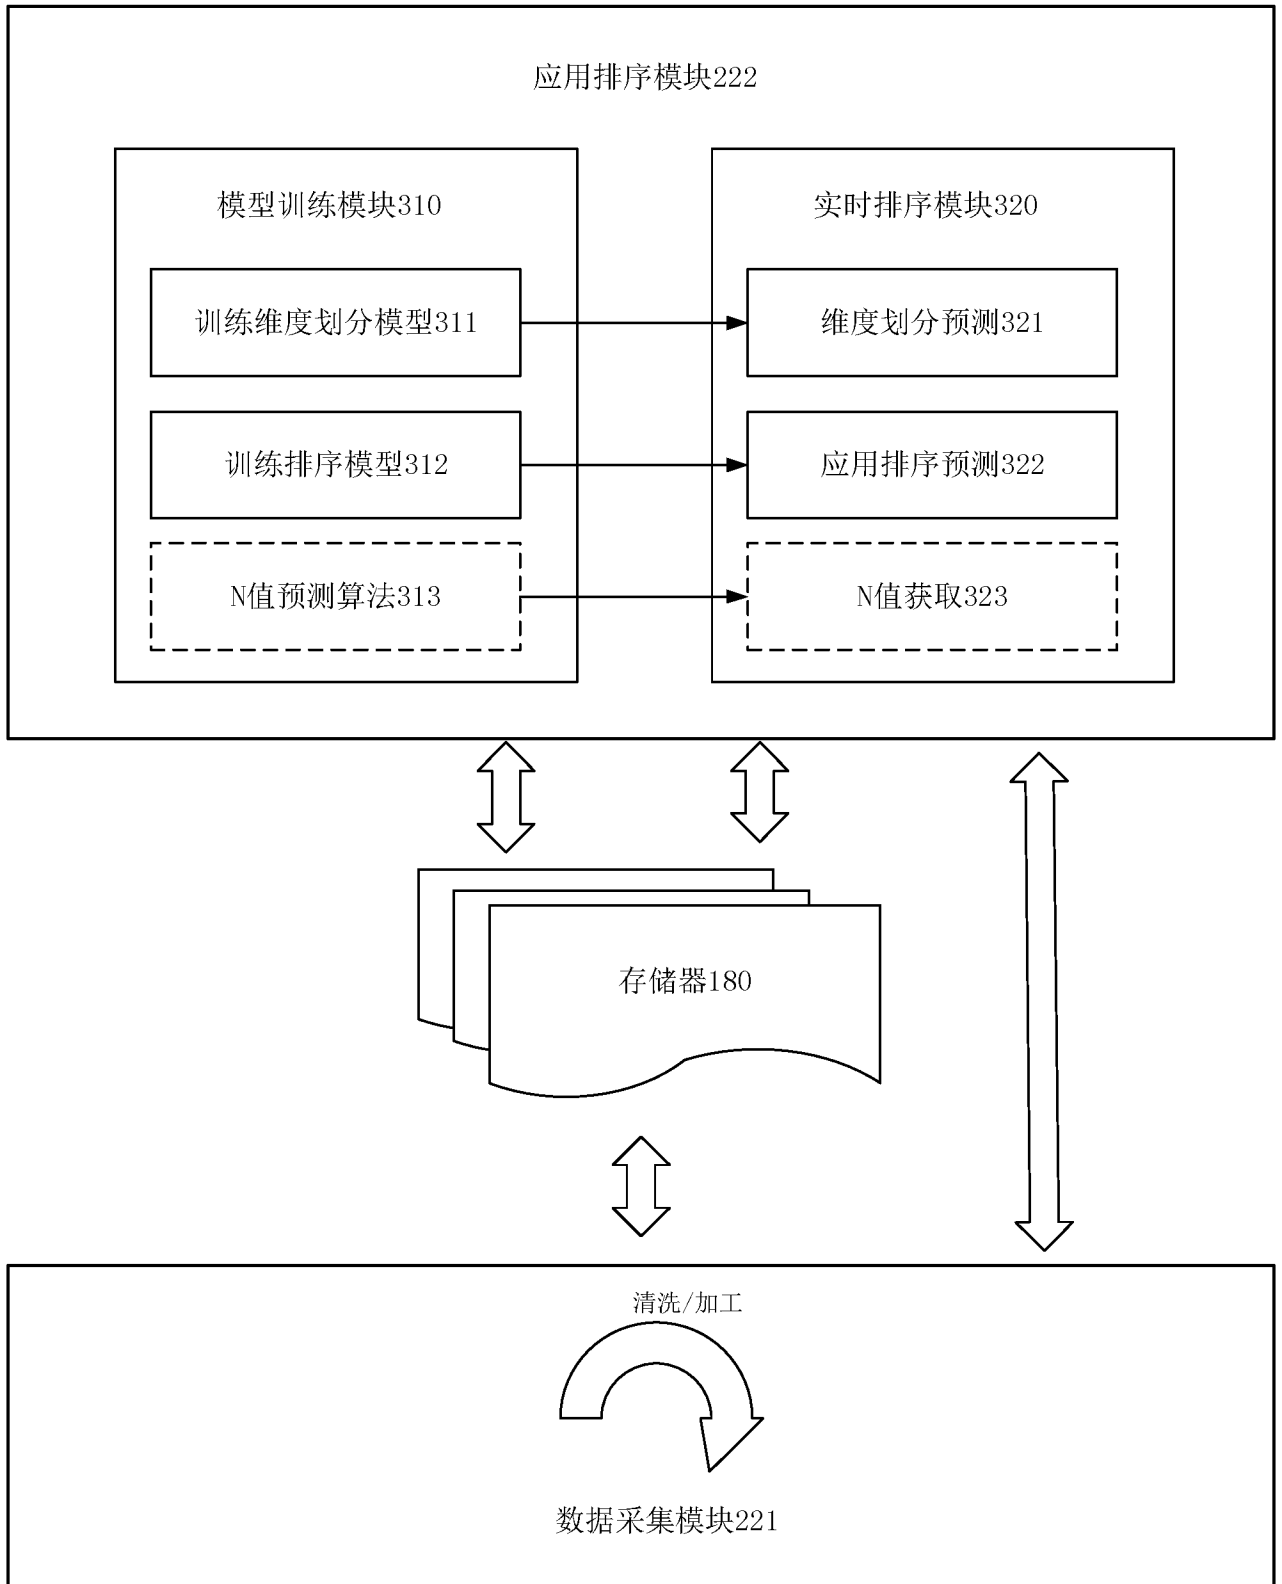 应用排序模块222
模型训练模块310
实时排序模块320
训练维度划分模型311
维度划分预测321
训练排序模型312
应用排序预测322
N值预测算法313
N值获取323
存储器180
清洗/加工
数据采集模块221